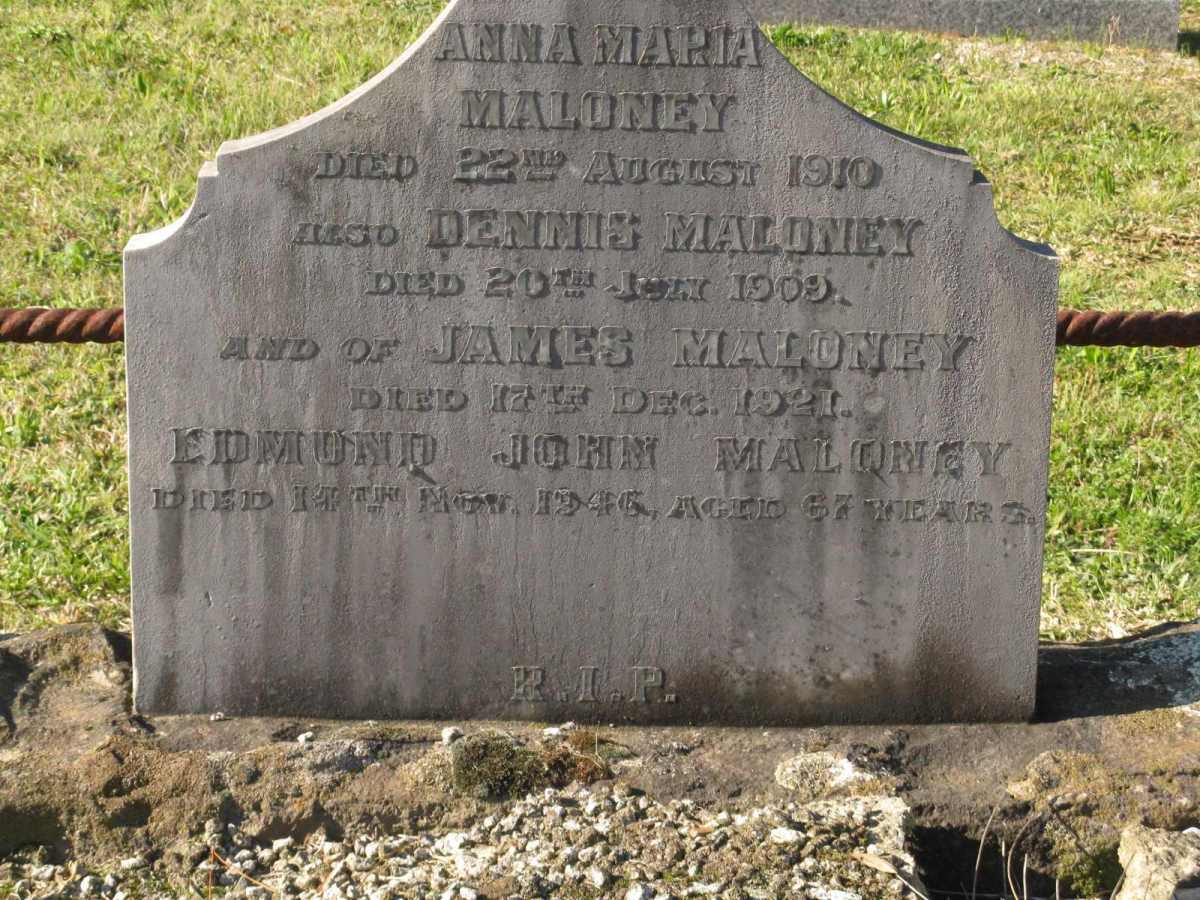 ANNA MARIA
MALONEY
DIED 22ND AUGUST 1910
ALSO DENNIS MALONEY
DIED 20TH JULY 1909.
AND OF JAMES MALONEY
DIED 17TH DEC. 1921.
EDMUND JOHN MALONEY
DIED 14TH NOV. 1946, AGED 67 YEARS.
R.I.P.